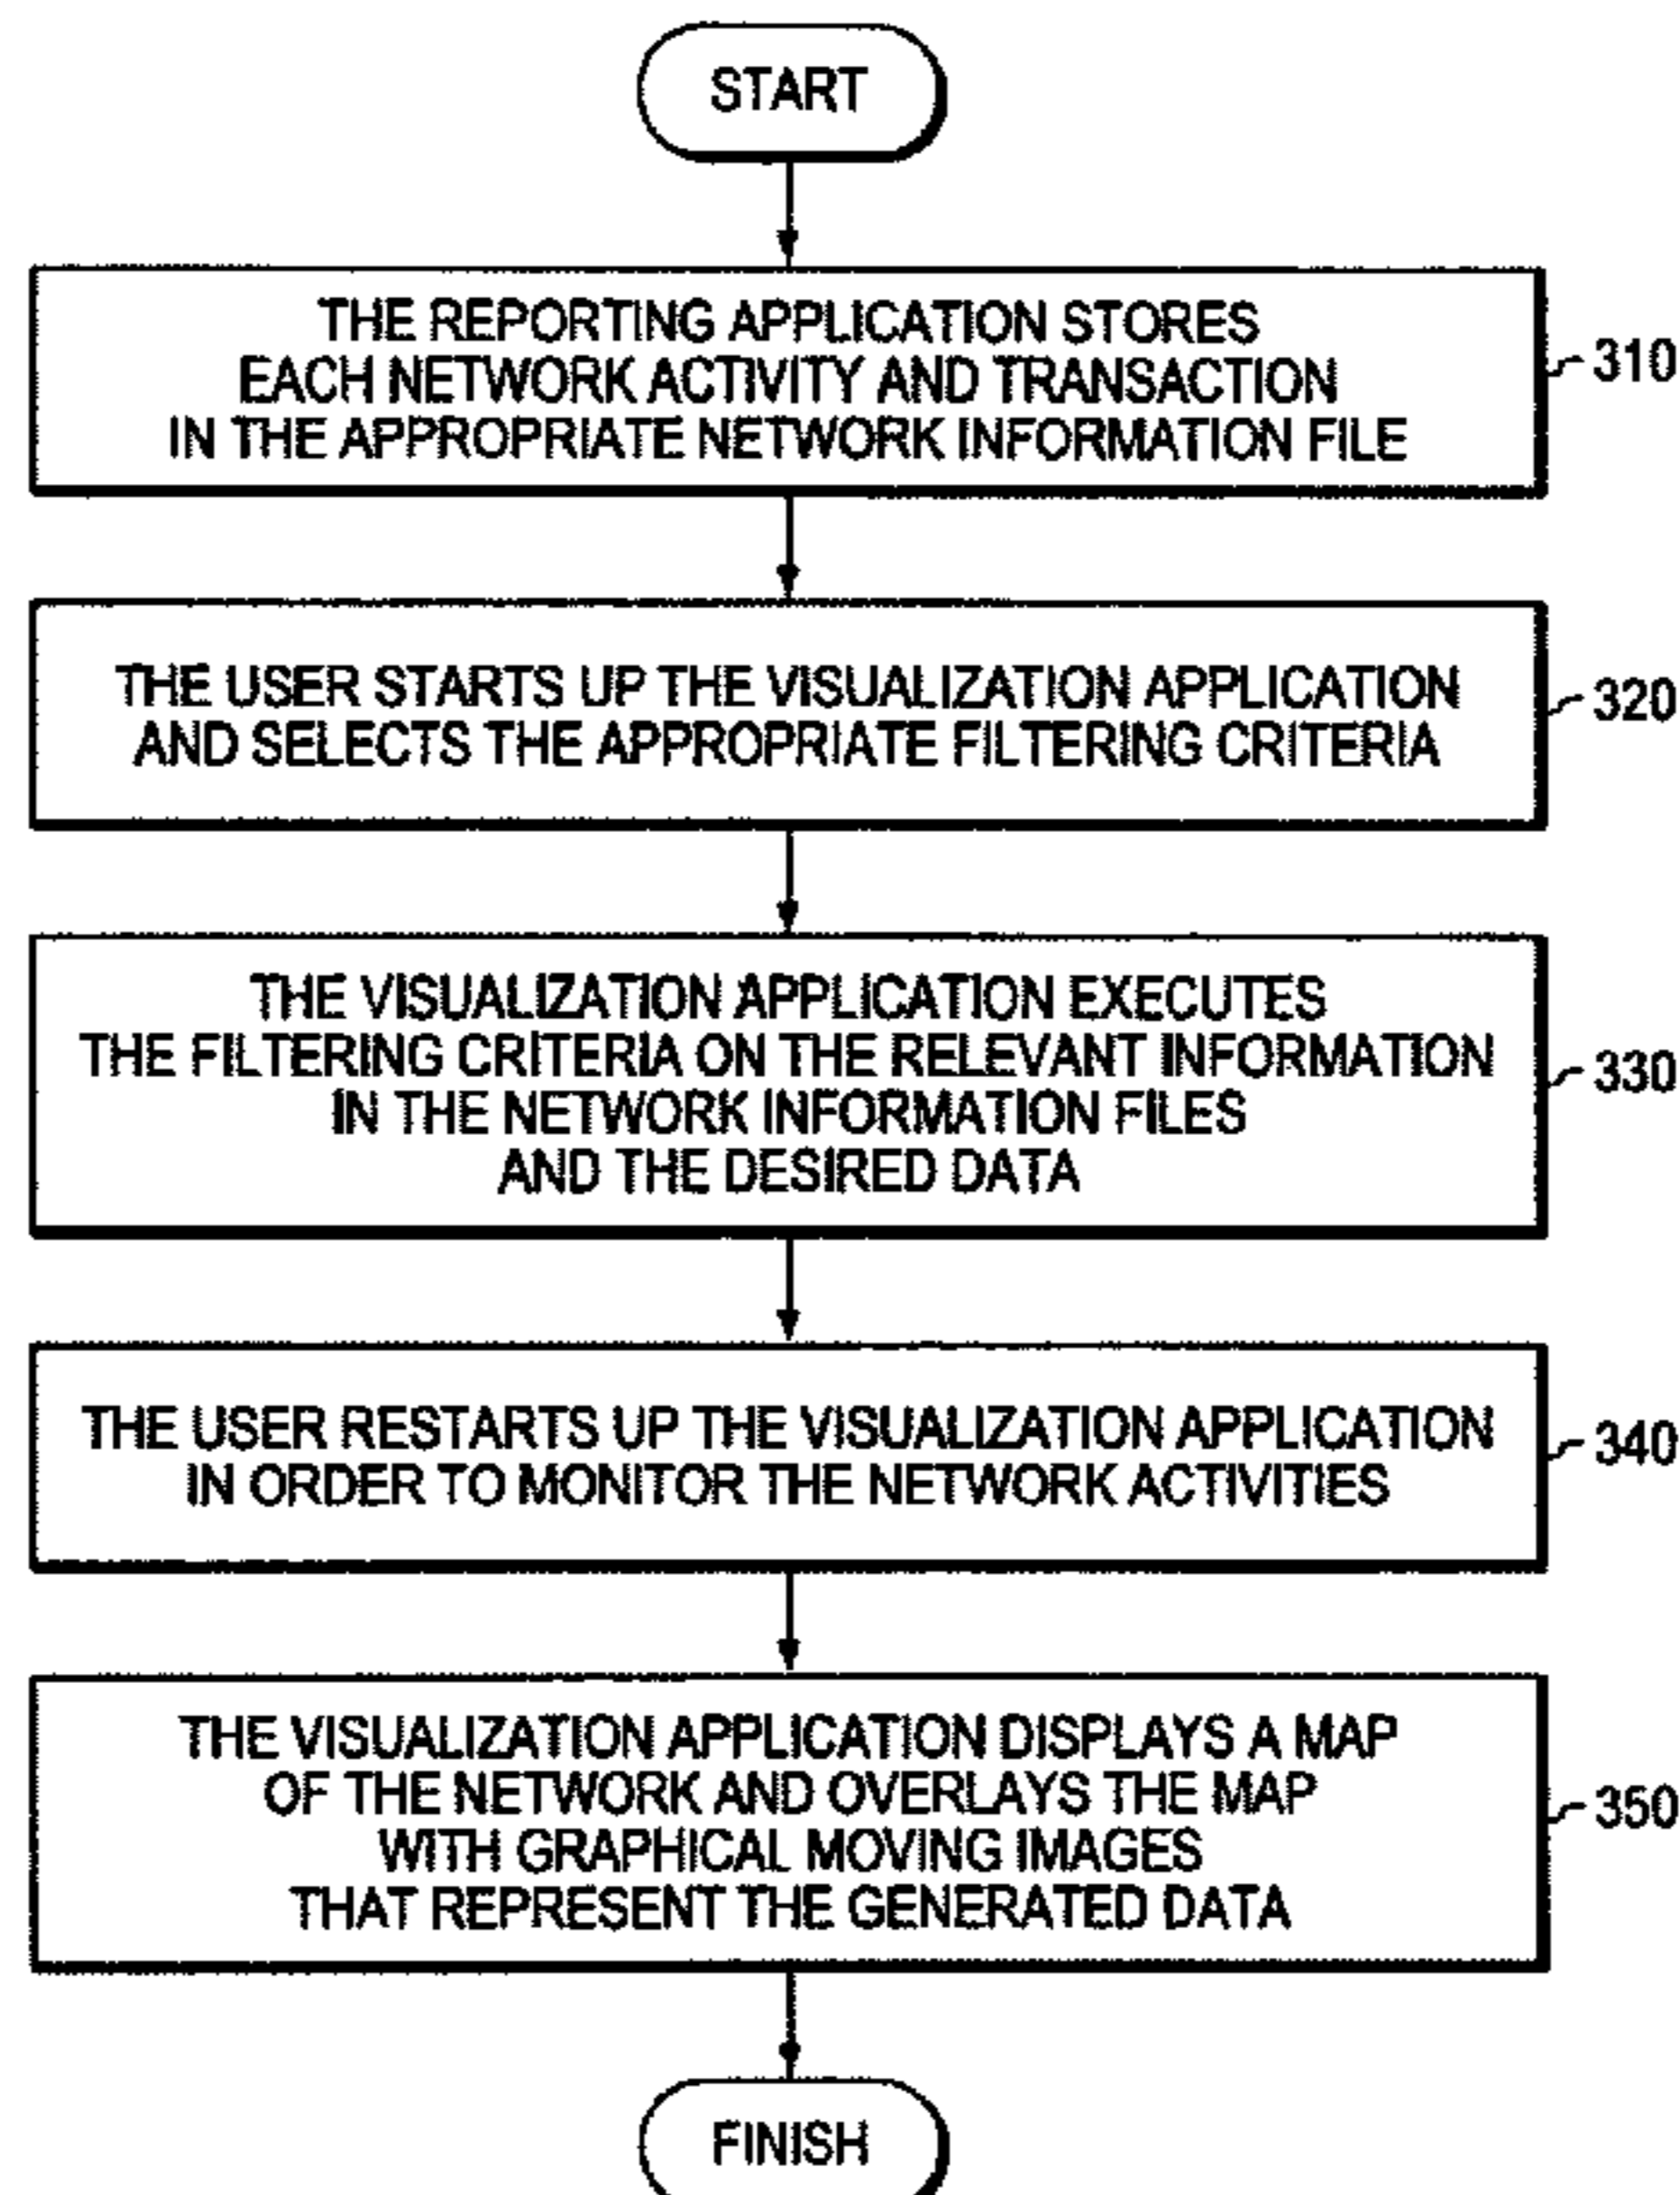 START
THE REPORTING APPLICATION STORES
EACH NETWORK ACTIVITY AND TRANSACTION
IN THE APPROPRIATE NETWORK INFORMATION FILE
310
THE USER STARTS UP THE VISUALIZATION APPLICATION
AND SELECTS THE APPROPRIATE FILTERING CRITERIA
320
THE VISUALIZATION APPLICATION EXECUTES
THE FILTERING CRITERIA ON THE RELEVANT INFORMATION
IN THE NETWORK INFORMATION FILES
AND THE DESIRED DATA
330
THE USER RESTARTS UP THE VISUALIZATION APPLICATION
IN ORDER TO MONITOR THE NETWORK ACTIVITIES
340
THE VISUALIZATION APPLICATION DISPLAYS A MAP
OF THE NETWORK AND OVERLAYS THE MAP
WITH GRAPHICAL MOVING IMAGES
THAT REPRESENT THE GENERATED DATA
350
FINISH